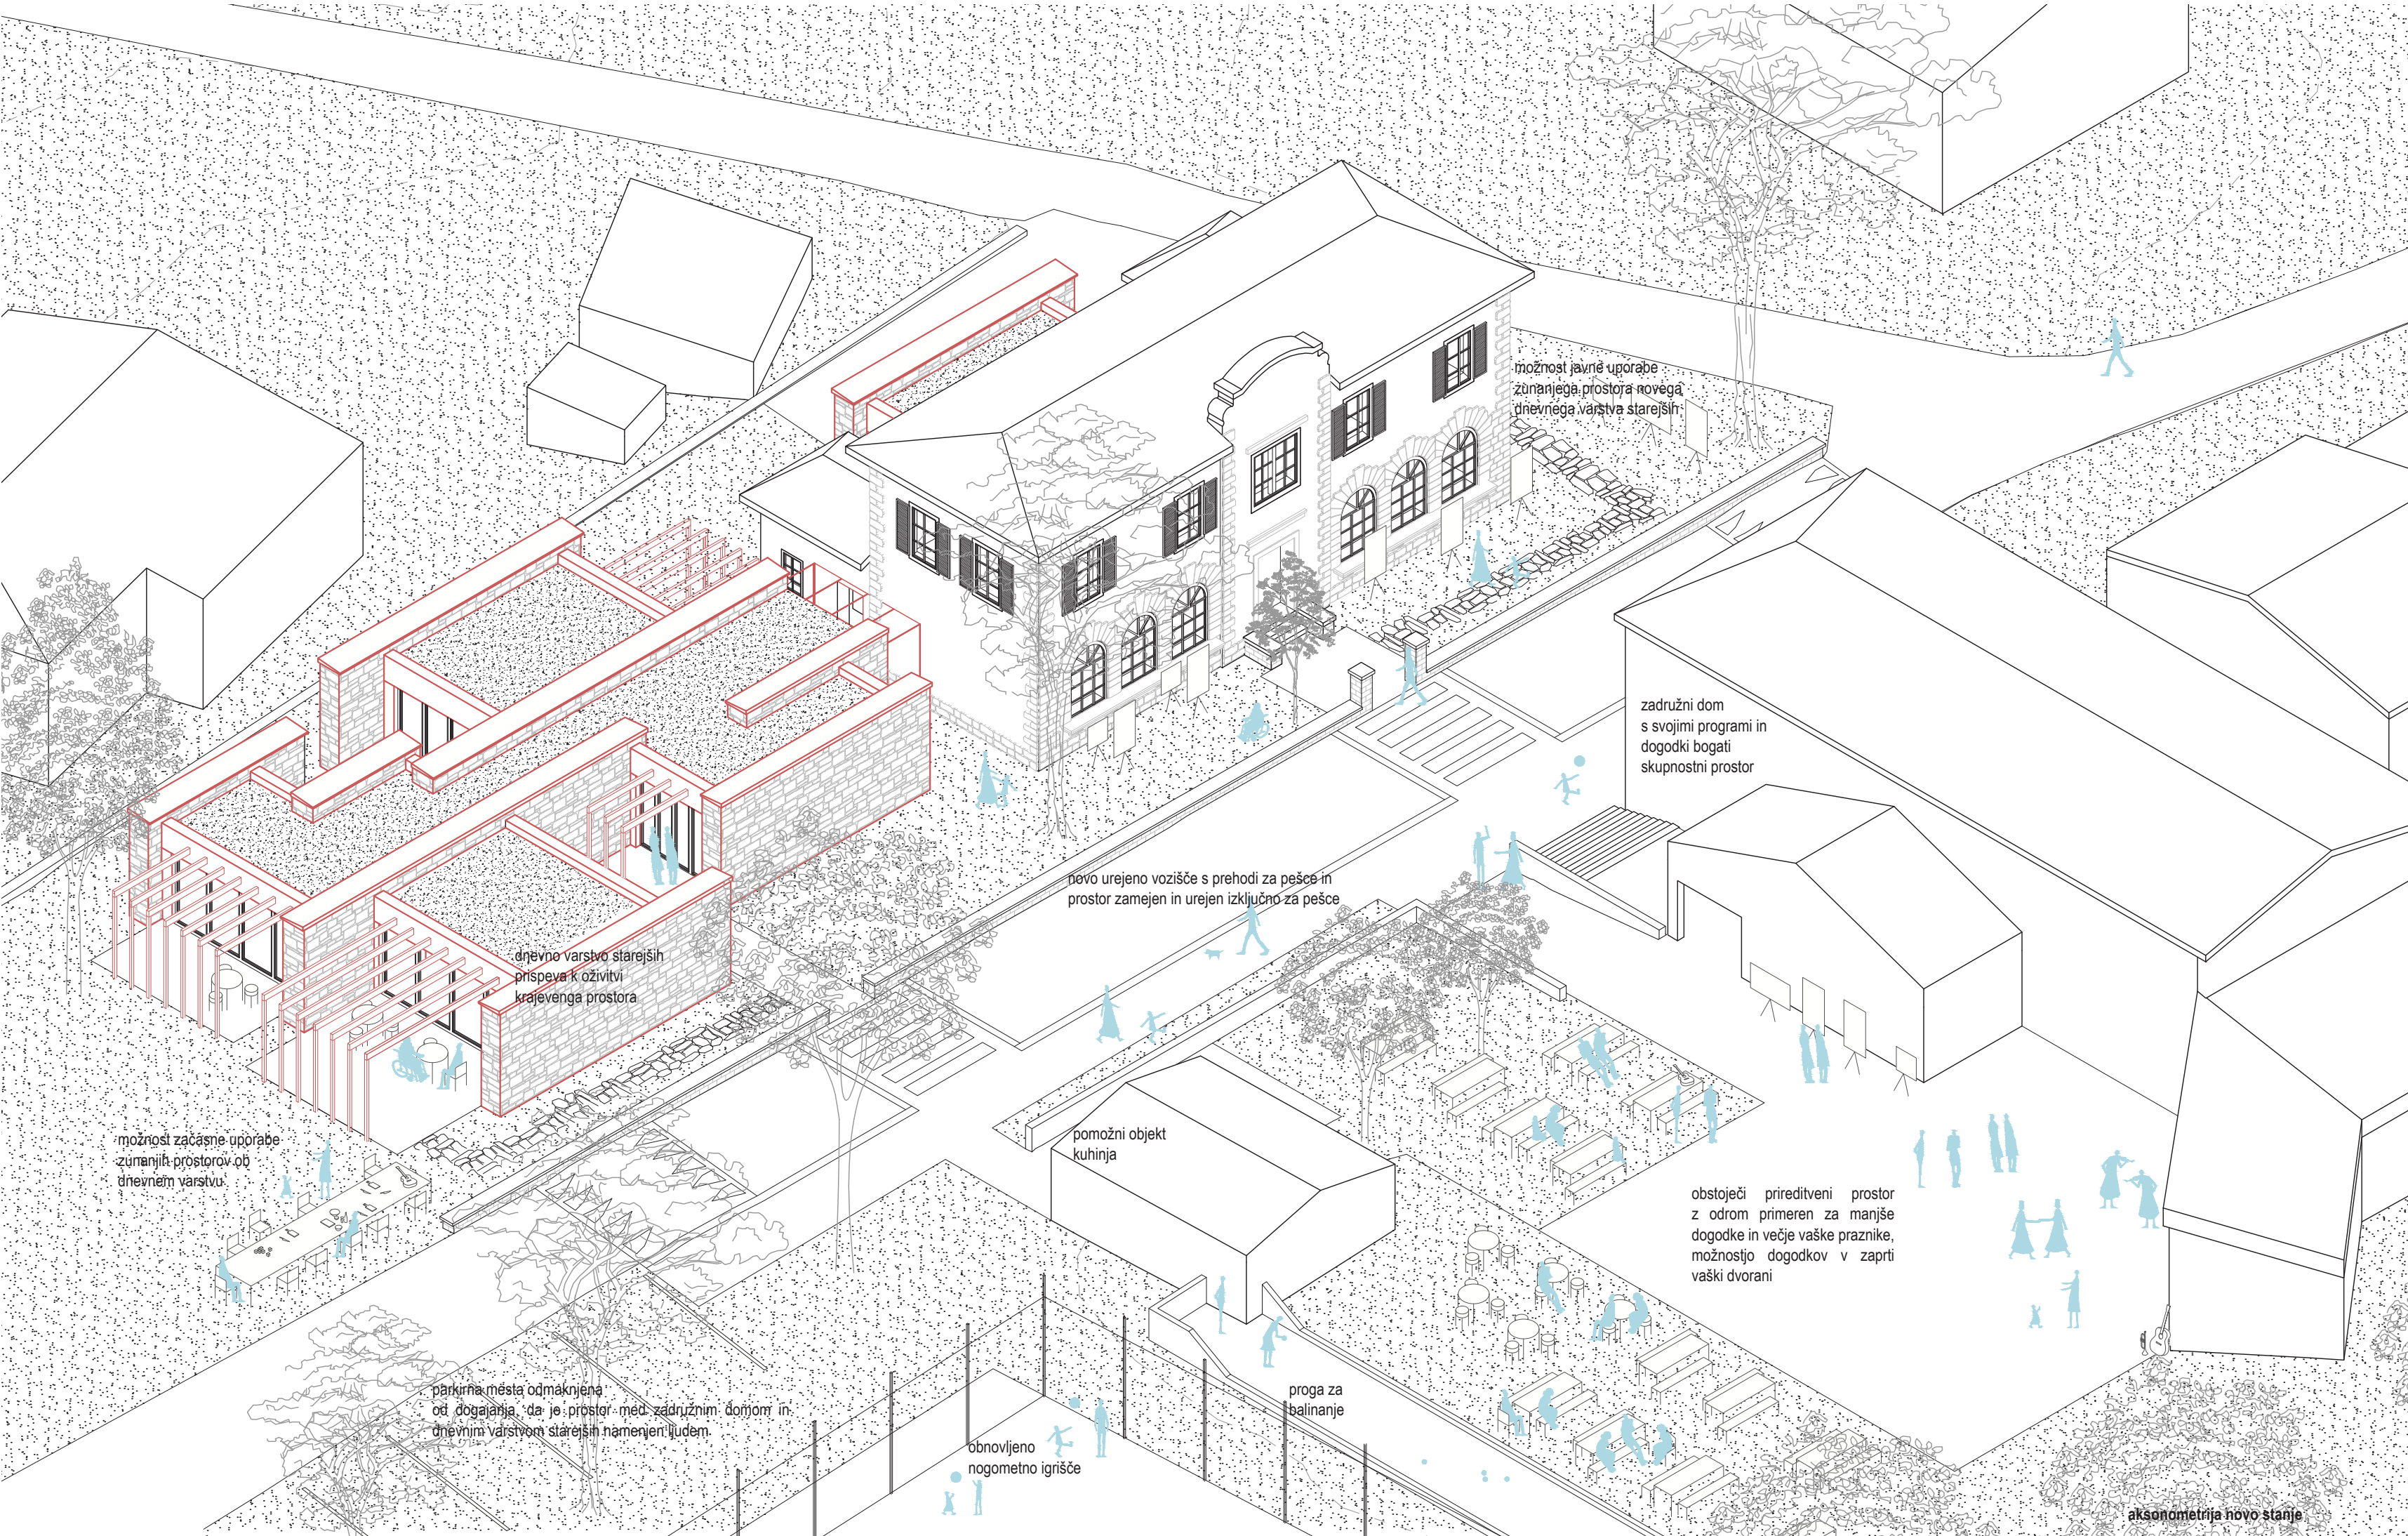 možnost javne uporabe
zunanjega prostora novega
dnevnega varstva starejših
zadružni dom
s svojimi programi in
dogodki bogati
skupnostni prostor
novo urejeno vozišče s prehodi za pešce in
prostor zamejen in urejen izključno za pešce
dnevno varstvo starejših
prispeva k oživitvi
krajevenga prostora
možnost začasne uporabe
zunanjih prostorov ob
dnevnem varstvu
pomožni objekt
kuhinja
obstoječi prireditveni prostor
z odrom primeren za manjše
dogodke in večje vaške praznike,
možnostjo dogodkov v zaprti
vaški dvorani
parkirna mesta odmaknjena
od dogajanja, da je prostor med zadružnim domom in
dnevnim varstvom starejših namenjen ljudem
proga za
balinanje
obnovljeno
nogometno igrišče
aksonometrija novo stanje